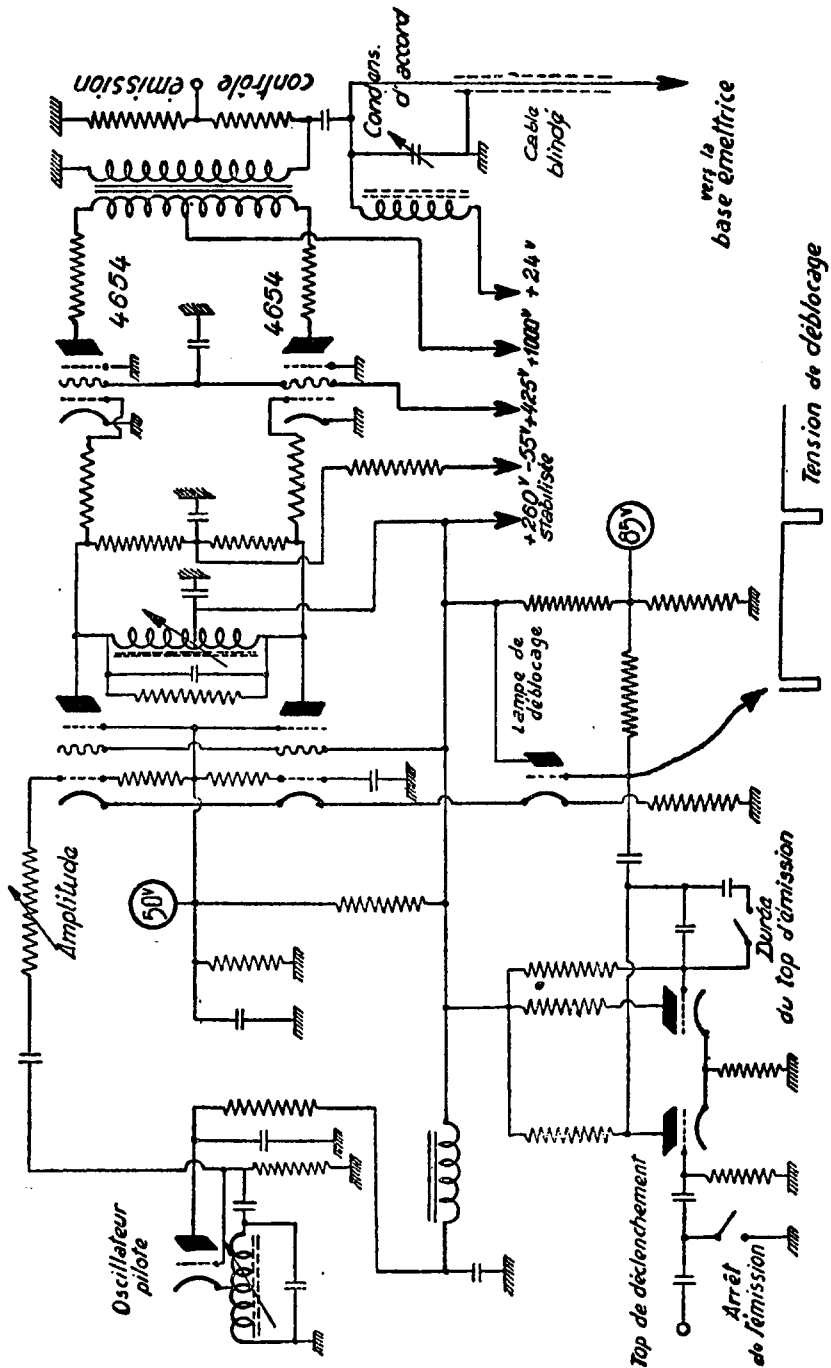 Oscillateur
pilote
Amplitude
50V
4654
4654
contrôle émission
Condens.
d'accord
Cable
blindé
vers la
base émettrice
+260V -55V +425V +1000V +24V
stabilisée
85V
Lampe de
déblocage
Tension de déblocage
Top de déclenchement
Arrêt
de l'émission
Durée
du top d'émission